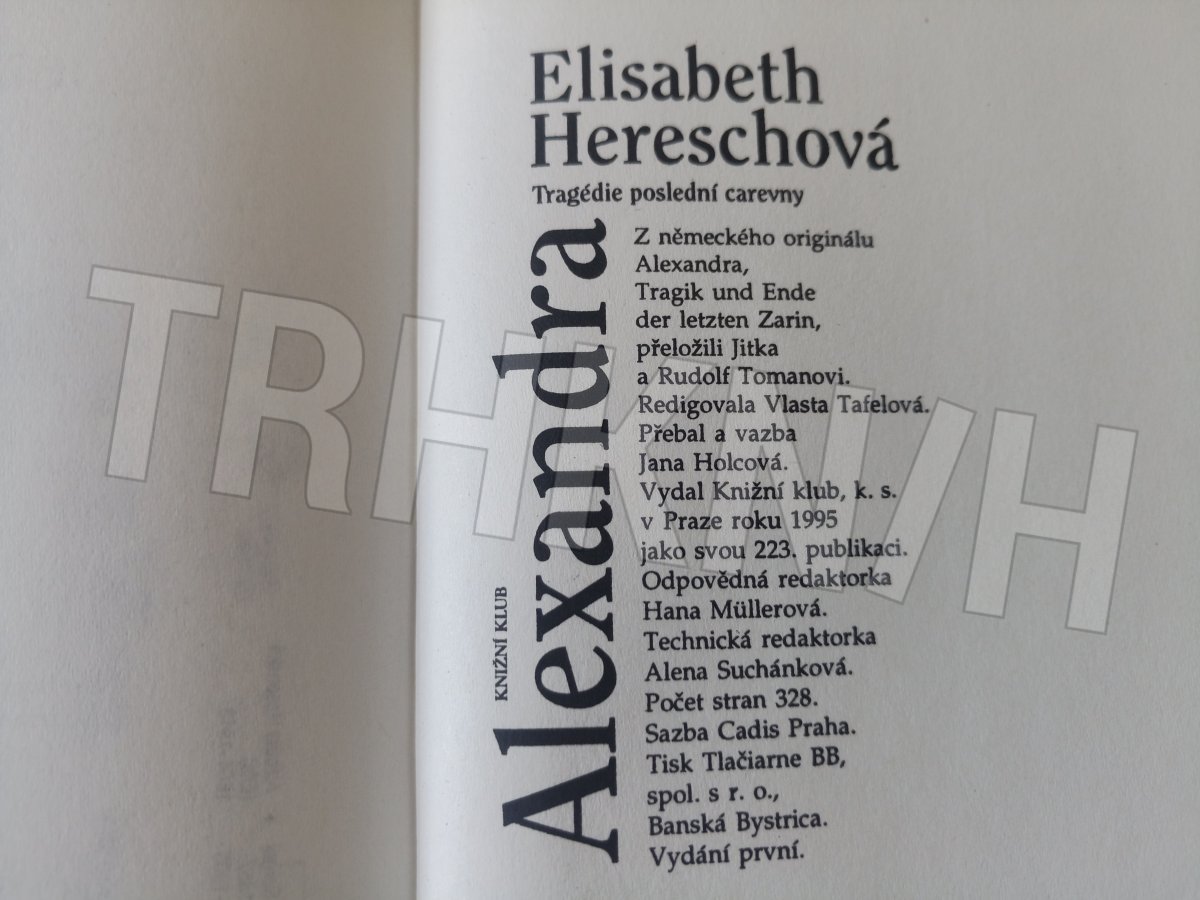 Elisabeth
Hereschová
Tragédie poslední carevny
Alexandra
KNIŽNÍ KLUB
Z německého originálu
Alexandra,
Tragik und Ende
der letzten Zarin,
přeložili Jitka
a Rudolf Tomanovi.
Redigovala Vlasta Tafelová.
Přebal a vazba
Jana Holcová.
Vydal Knižní klub, k. s.
v Praze roku 1995
jako svou 223. publikaci.
Odpovědná redaktorka
Hana Müllerová.
Technická redaktorka
Alena Suchánková.
Počet stran 328.
Sazba Cadis Praha.
Tisk Tlačiarne BB,
spol. s r. o.,
Banská Bystrica.
Vydání první.
TRHKNIH